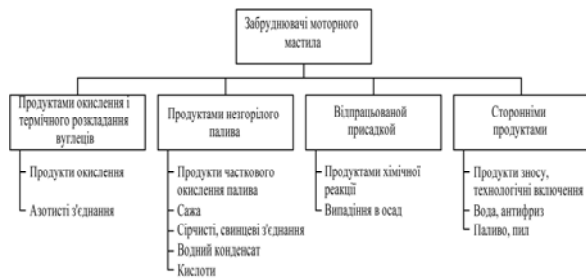 Забруднювачі моторного
мастила
Продуктами окислення і
термічного розкладання
вуглеців
Продукти окислення
Азотисті з'єднання
Продуктами незгорілого
палива
Продукти часткового
окислення палива
Сажа
Сірчисті, свинцеві з'єднання
Водний конденсат
Кислоти
Відпрацьованой
присадкой
Продуктами хімічної
реакції
Випадіння в осад
Сторонніми
продуктами
Продукти зносу,
технологічні включення
Вода, антифриз
Паливо, пил